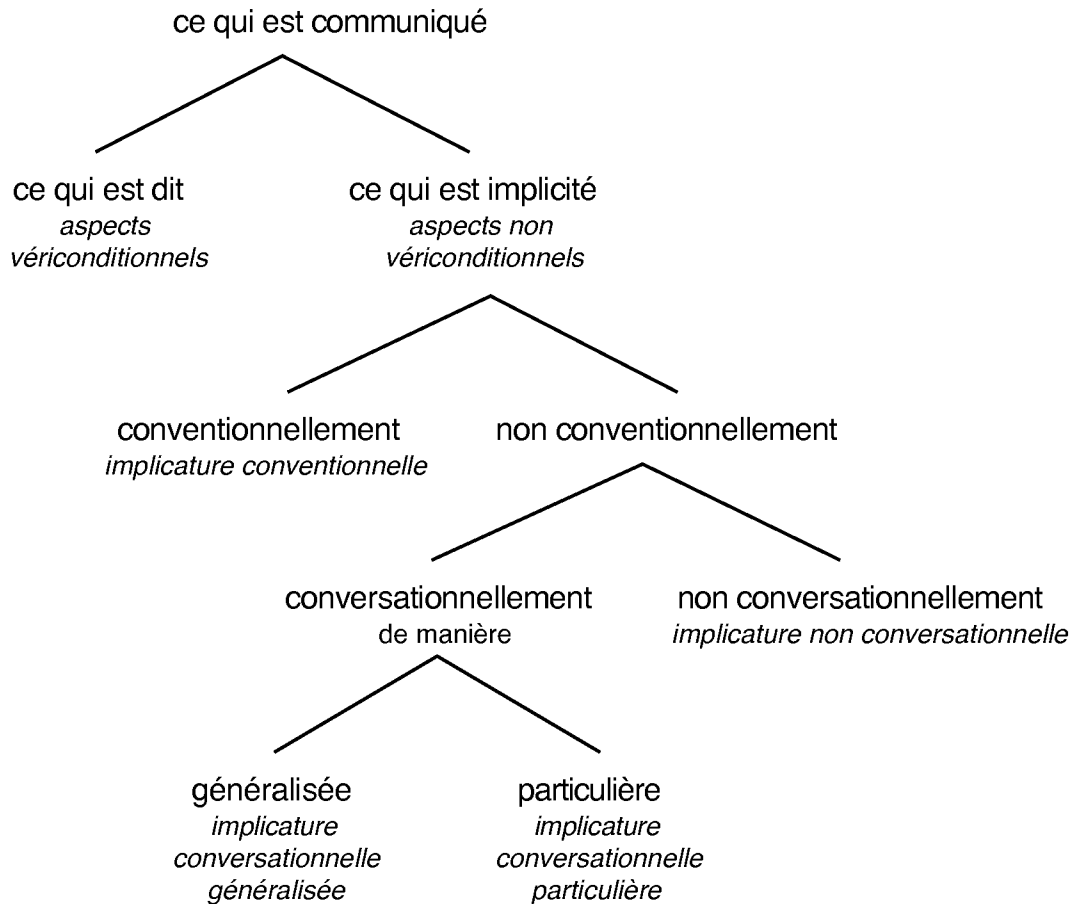 ce qui est communiqué
ce qui est dit
aspects
vériconditionnels
ce qui est implicité
aspects non
vériconditionnels
conventionnellement
implicature conventionnelle
non conventionnellement
conversationnellement
de manière
non conversationnellement
implicature non conversationnelle
généralisée
implicature
conversationnelle
généralisée
particulière
implicature
conversationnelle
particulière